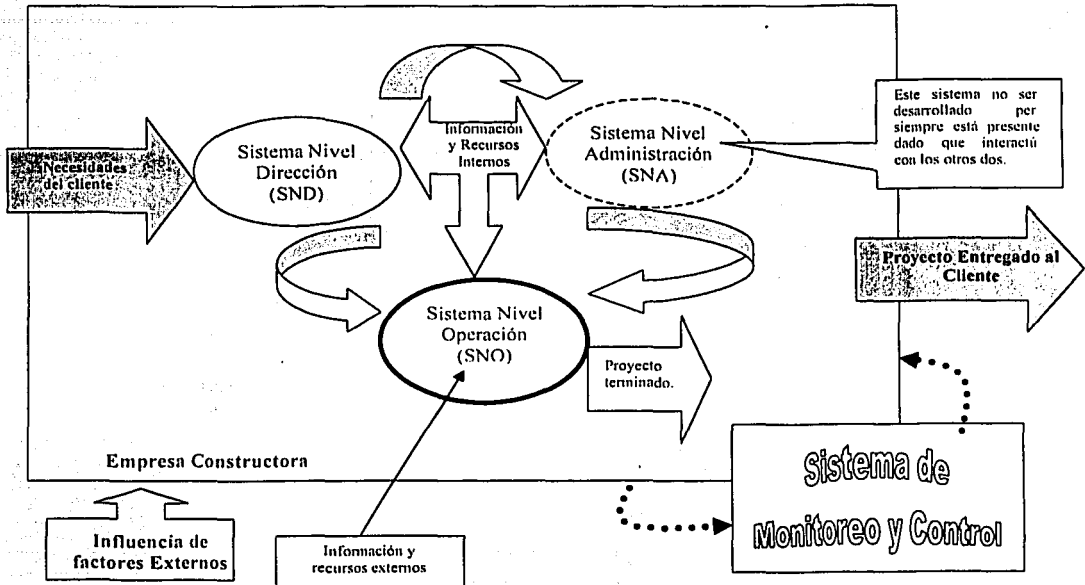 Necesidades
del cliente
Sistema Nivel
Dirección
(SND)
Información
y Recursos
Internos
Sistema Nivel
Administración
(SNA)
Este sistema no ser
desarrollado per
siempre está presente
dado que interactú
con los otros dos.
Proyecto Entregado al
Cliente
Sistema Nivel
Operación
(SNO)
Proyecto
terminado.
Empresa Constructora
Sistema de
Monitoreo y Control
Influencia de
factores Externos
Información y
recursos externos